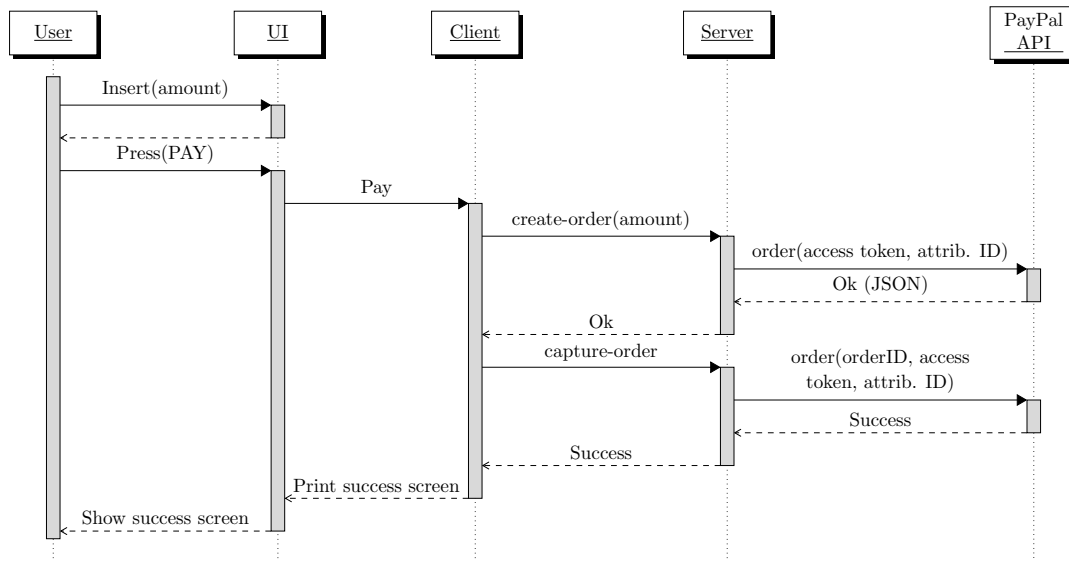 User
UI
Client
Server
PayPal
API
Insert(amount)
Press(PAY)
Pay
create-order(amount)
order(access token, attrib. ID)
Ok (JSON)
Ok
capture-order
order(orderID, access
token, attrib. ID)
Success
Success
Print success screen
Show success screen